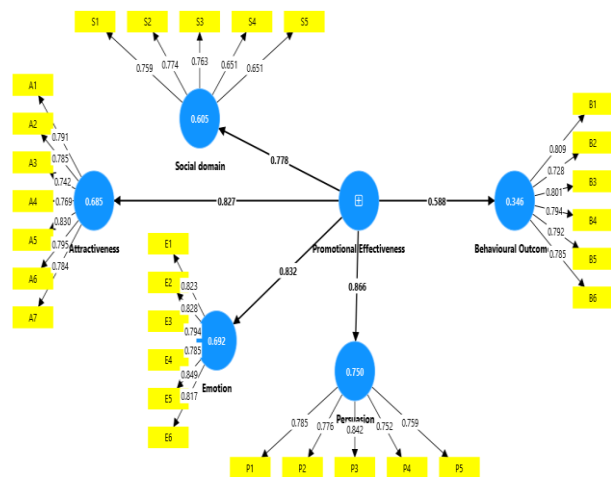 S1 S2 S3 S4 S5
0.759 0.774 0.763 0.651 0.651
0.605
Social domain
A1
A2
A3
A4
A5
A6
A7
0.791
0.785
0.742
0.769
0.830
0.795
0.784
0.685
Attractiveness
0.778
0.827
0.588
0.832
0.866
Promotional Effectiveness
0.346
Behavioural Outcom
B1
B2
B3
B4
B5
B6
0.809
0.728
0.801
0.794
0.792
0.785
E1
E2
E3
E4
E5
E6
0.823
0.828
0.794
0.785
0.849
0.817
0.692
Emotion
0.750
Persuasion
0.785 0.776 0.842 0.752 0.759
P1 P2 P3 P4 P5